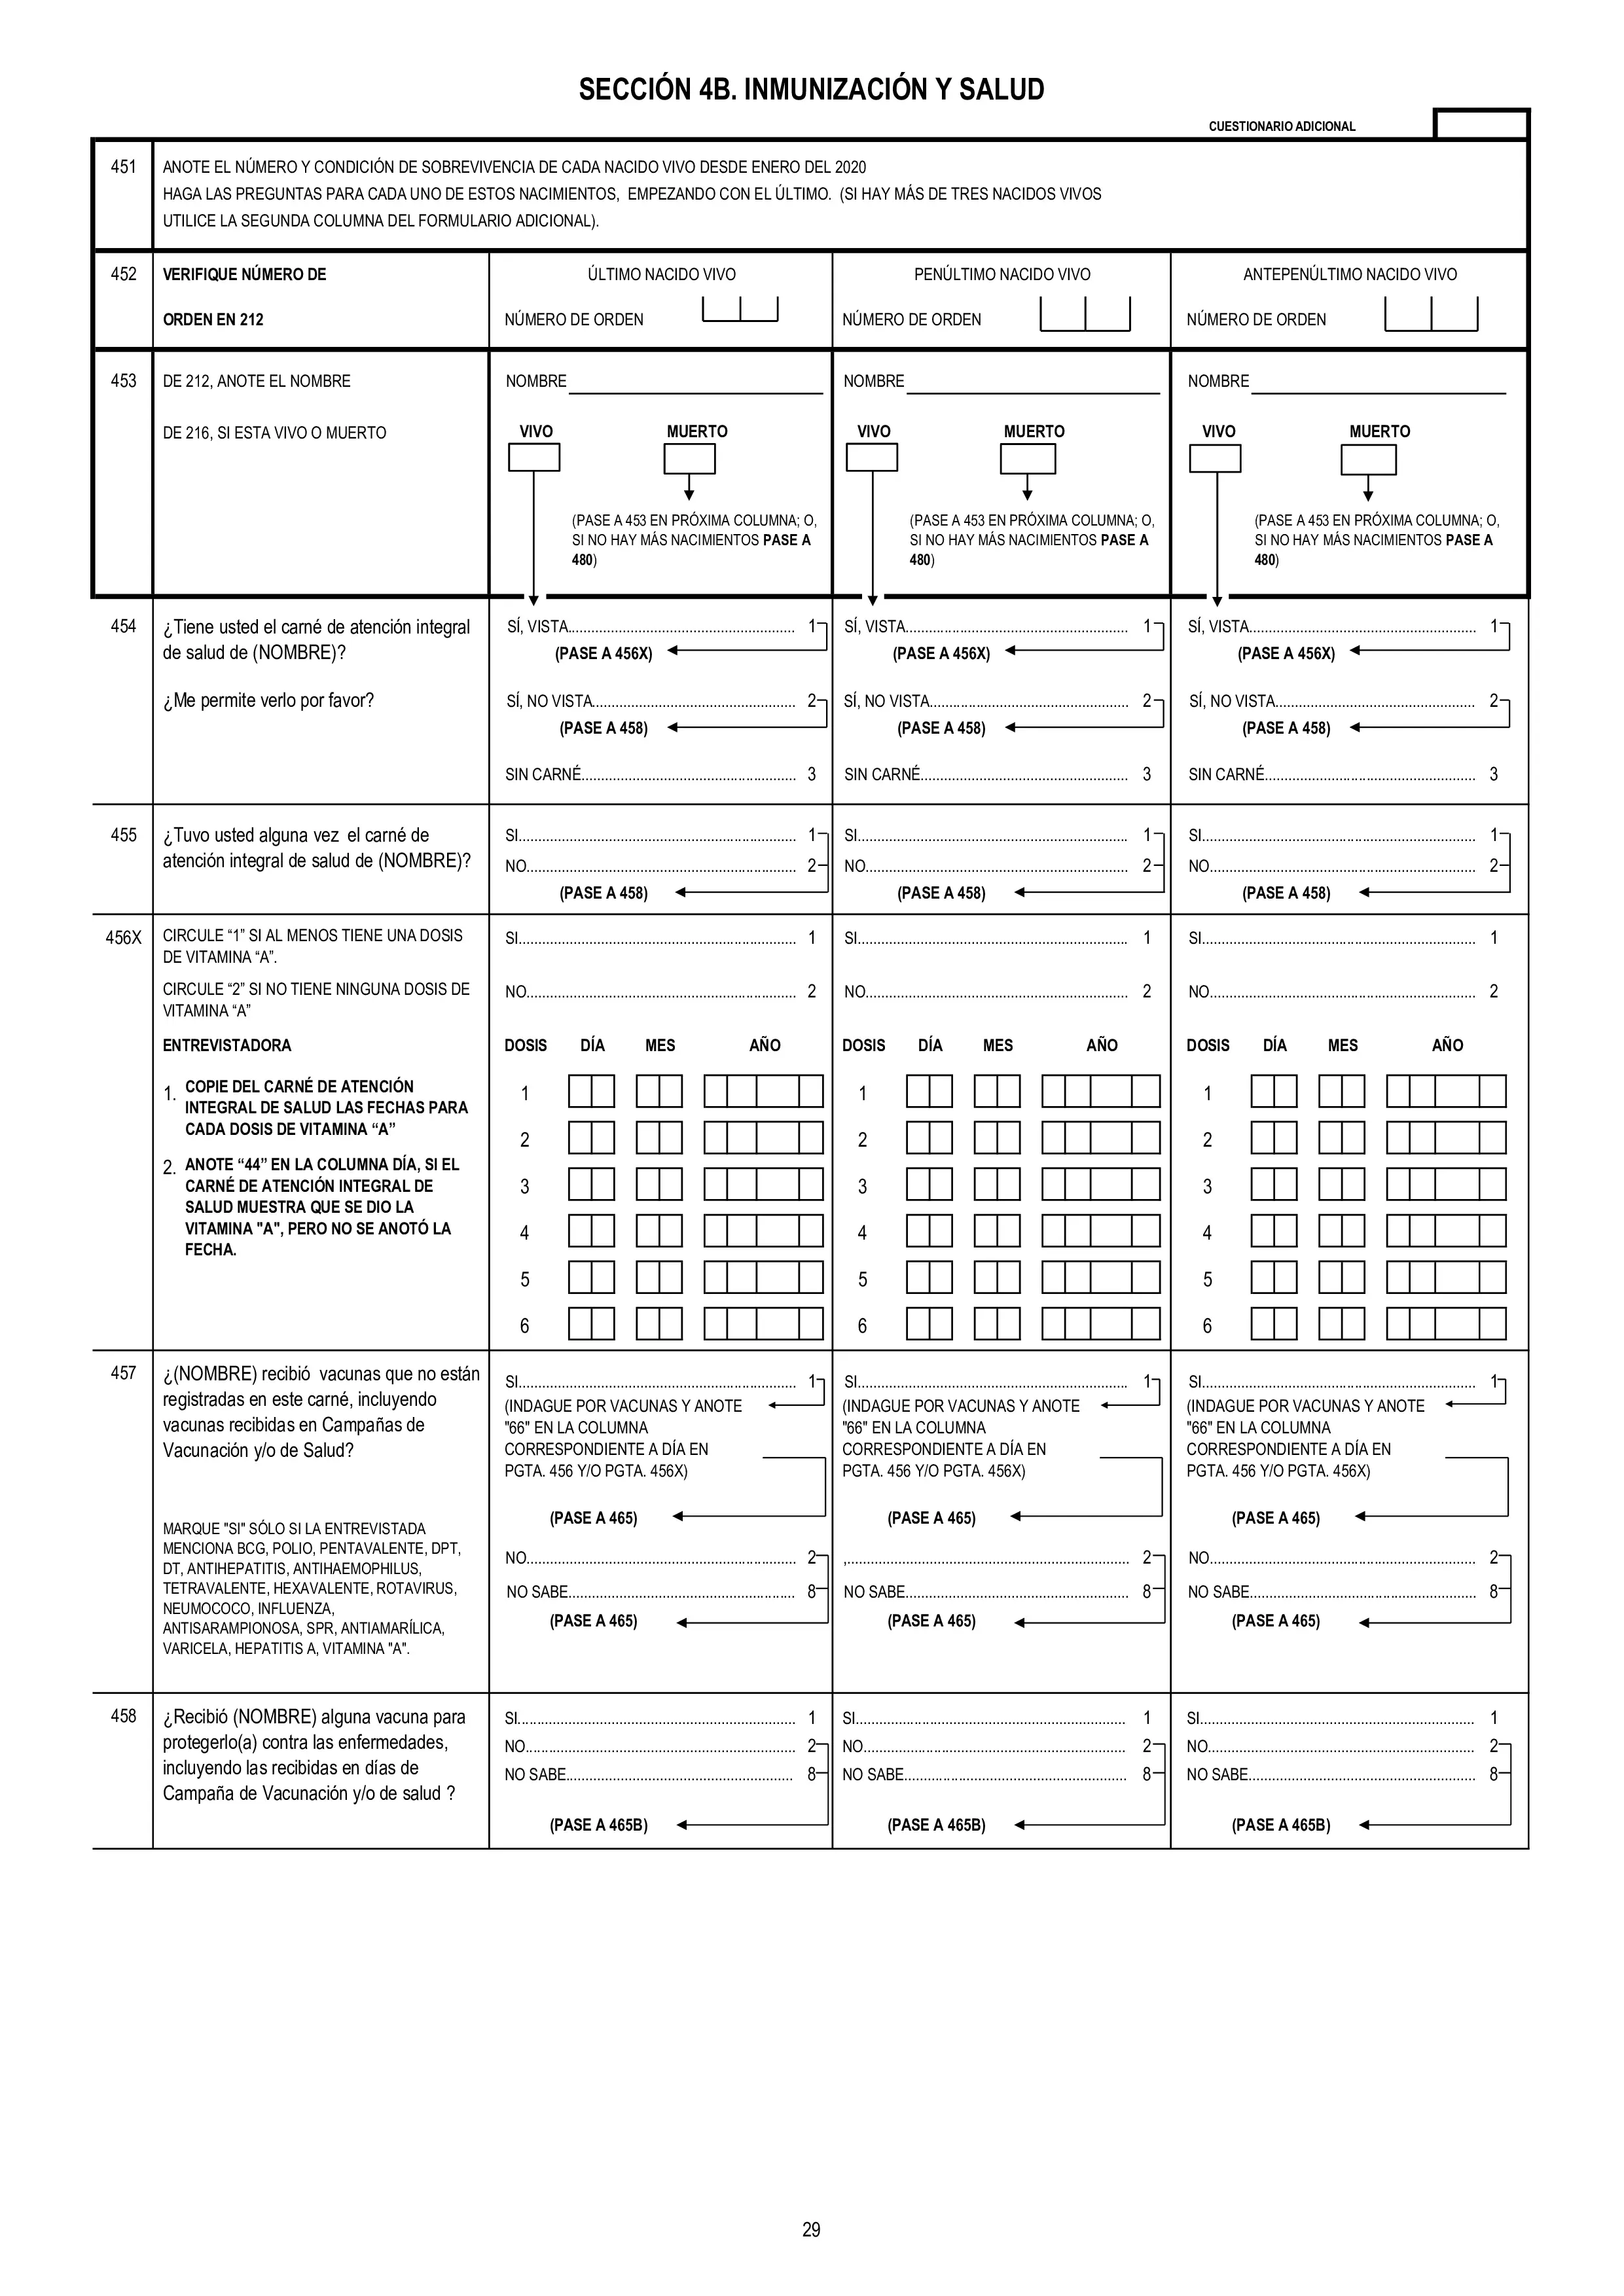 SECCIÓN 4B. INMUNIZACIÓN Y SALUD
CUESTIONARIO ADICIONAL
451 ANOTE EL NÚMERO Y CONDICIÓN DE SOBREVIVENCIA DE CADA NACIDO VIVO DESDE ENERO DEL 2020
HAGA LAS PREGUNTAS PARA CADA UNO DE ESTOS NACIMIENTOS, EMPEZANDO CON EL ÚLTIMO. (SI HAY MÁS DE TRES NACIDOS VIVOS
UTILICE LA SEGUNDA COLUMNA DEL FORMULARIO ADICIONAL).
452 VERIFIQUE NÚMERO DE ÚLTIMO NACIDO VIVO PENÚLTIMO NACIDO VIVO ANTEPENÚLTIMO NACIDO VIVO
ORDEN EN 212 NÚMERO DE ORDEN NÚMERO DE ORDEN NÚMERO DE ORDEN
453 DE 212, ANOTE EL NOMBRE NOMBRE NOMBRE NOMBRE
DE 216, SI ESTA VIVO O MUERTO VIVO MUERTO VIVO MUERTO VIVO MUERTO
(PASE A 453 EN PRÓXIMA COLUMNA; O, (PASE A 453 EN PRÓXIMA COLUMNA; O, (PASE A 453 EN PRÓXIMA COLUMNA; O,
SI NO HAY MÁS NACIMIENTOS PASE A SI NO HAY MÁS NACIMIENTOS PASE A SI NO HAY MÁS NACIMIENTOS PASE A
480) 480) 480)
454 ¿Tiene usted el carné de atención integral SÍ, VISTA........ 1 SÍ, VISTA........ 1 SÍ, VISTA........ 1
de salud de (NOMBRE)? (PASE A 456X) (PASE A 456X) (PASE A 456X)
¿Me permite verlo por favor? SÍ, NO VISTA........ 2 SÍ, NO VISTA........ 2 SÍ, NO VISTA........ 2
(PASE A 458) (PASE A 458) (PASE A 458)
SIN CARNÉ........ 3 SIN CARNÉ........ 3 SIN CARNÉ........ 3
455 ¿Tuvo usted alguna vez el carné de SI........ 1 SI........ 1 SI........ 1
atención integral de salud de (NOMBRE)? NO........ 2 NO........ 2 NO........ 2
(PASE A 458) (PASE A 458) (PASE A 458)
456X CIRCULE “1” SI AL MENOS TIENE UNA DOSIS SI........ 1 SI........ 1 SI........ 1
DE VITAMINA “A”.
CIRCULE “2” SI NO TIENE NINGUNA DOSIS DE NO........ 2 NO........ 2 NO........ 2
VITAMINA “A”
ENTREVISTADORA DOSIS DÍA MES AÑO DOSIS DÍA MES AÑO DOSIS DÍA MES AÑO
1. COPIE DEL CARNÉ DE ATENCIÓN 1 1 1
INTEGRAL DE SALUD LAS FECHAS PARA
CADA DOSIS DE VITAMINA “A” 2 2 2
2. ANOTE “44” EN LA COLUMNA DÍA, SI EL
CARNÉ DE ATENCIÓN INTEGRAL DE 3 3 3
SALUD MUESTRA QUE SE DIO LA
VITAMINA "A", PERO NO SE ANOTÓ LA 4 4 4
FECHA.
5 5 5
6 6 6
457 ¿(NOMBRE) recibió vacunas que no están SI........ 1 SI........ 1 SI........ 1
registradas en este carné, incluyendo (INDAGUE POR VACUNAS Y ANOTE (INDAGUE POR VACUNAS Y ANOTE (INDAGUE POR VACUNAS Y ANOTE
vacunas recibidas en Campañas de "66" EN LA COLUMNA "66" EN LA COLUMNA "66" EN LA COLUMNA
Vacunación y/o de Salud? CORRESPONDIENTE A DÍA EN CORRESPONDIENTE A DÍA EN CORRESPONDIENTE A DÍA EN
PGTA. 456 Y/O PGTA. 456X) PGTA. 456 Y/O PGTA. 456X) PGTA. 456 Y/O PGTA. 456X)
(PASE A 465) (PASE A 465) (PASE A 465)
MARQUE "SI" SÓLO SI LA ENTREVISTADA
MENCIONA BCG, POLIO, PENTAVALENTE, DPT, NO........ 2 ,........ 2 NO........ 2
DT, ANTIHEPATITIS, ANTIHAEMOPHILUS,
TETRAVALENTE, HEXAVALENTE, ROTAVIRUS, NO SABE........ 8 NO SABE........ 8 NO SABE........ 8
NEUMOCOCO, INFLUENZA,
ANTISARAMPIONOSA, SPR, ANTIAMARÍLICA, (PASE A 465) (PASE A 465) (PASE A 465)
VARICELA, HEPATITIS A, VITAMINA "A".
458 ¿Recibió (NOMBRE) alguna vacuna para SI........ 1 SI........ 1 SI........ 1
protegerlo(a) contra las enfermedades, NO........ 2 NO........ 2 NO........ 2
incluyendo las recibidas en días de NO SABE........ 8 NO SABE........ 8 NO SABE........ 8
Campaña de Vacunación y/o de salud ?
(PASE A 465B) (PASE A 465B) (PASE A 465B)
29